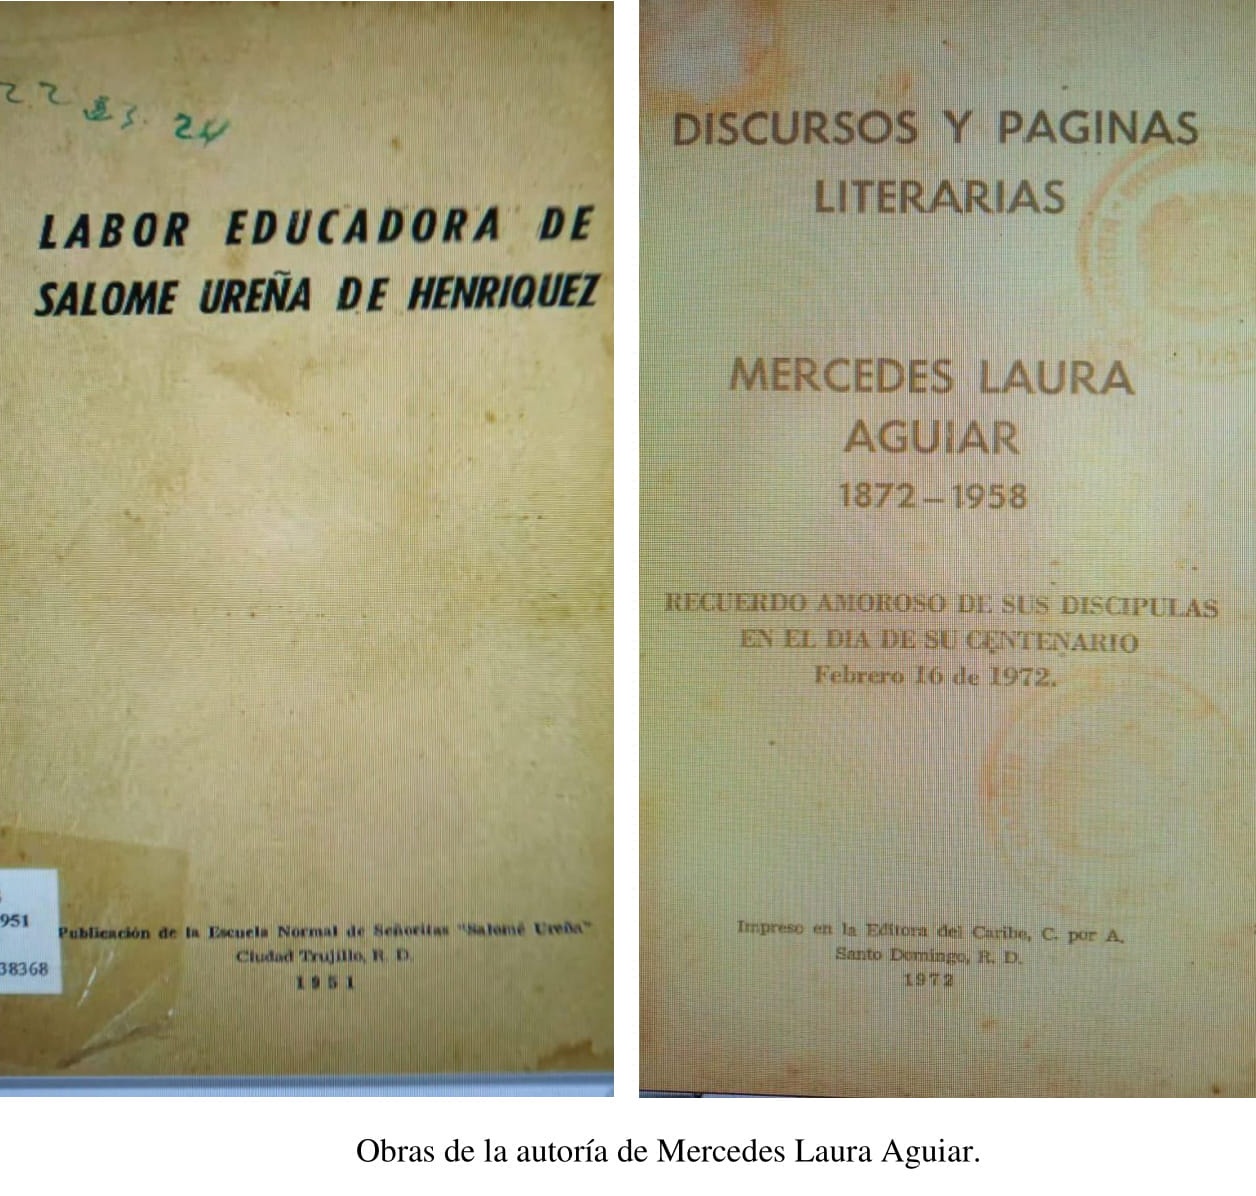 24
LABOR EDUCADORA DE
SALOME UREÑA DE HENRIQUEZ
951
38368
Publicación de la Escuela Normal de Señoritas "Salomé Ureña"
Ciudad Trujillo, R. D.
1951
DISCURSOS Y PAGINAS
LITERARIAS
MERCEDES LAURA
AGUIAR
1872-1958
RECUERDO AMOROSO DE SUS DISCIPULAS
EN EL DIA DE SU CENTENARIO
Febrero 16 de 1972.
Impreso en la Editora del Caribe, C. por A.
Santo Domingo, R. D.
1972
Obras de la autoría de Mercedes Laura Aguiar.